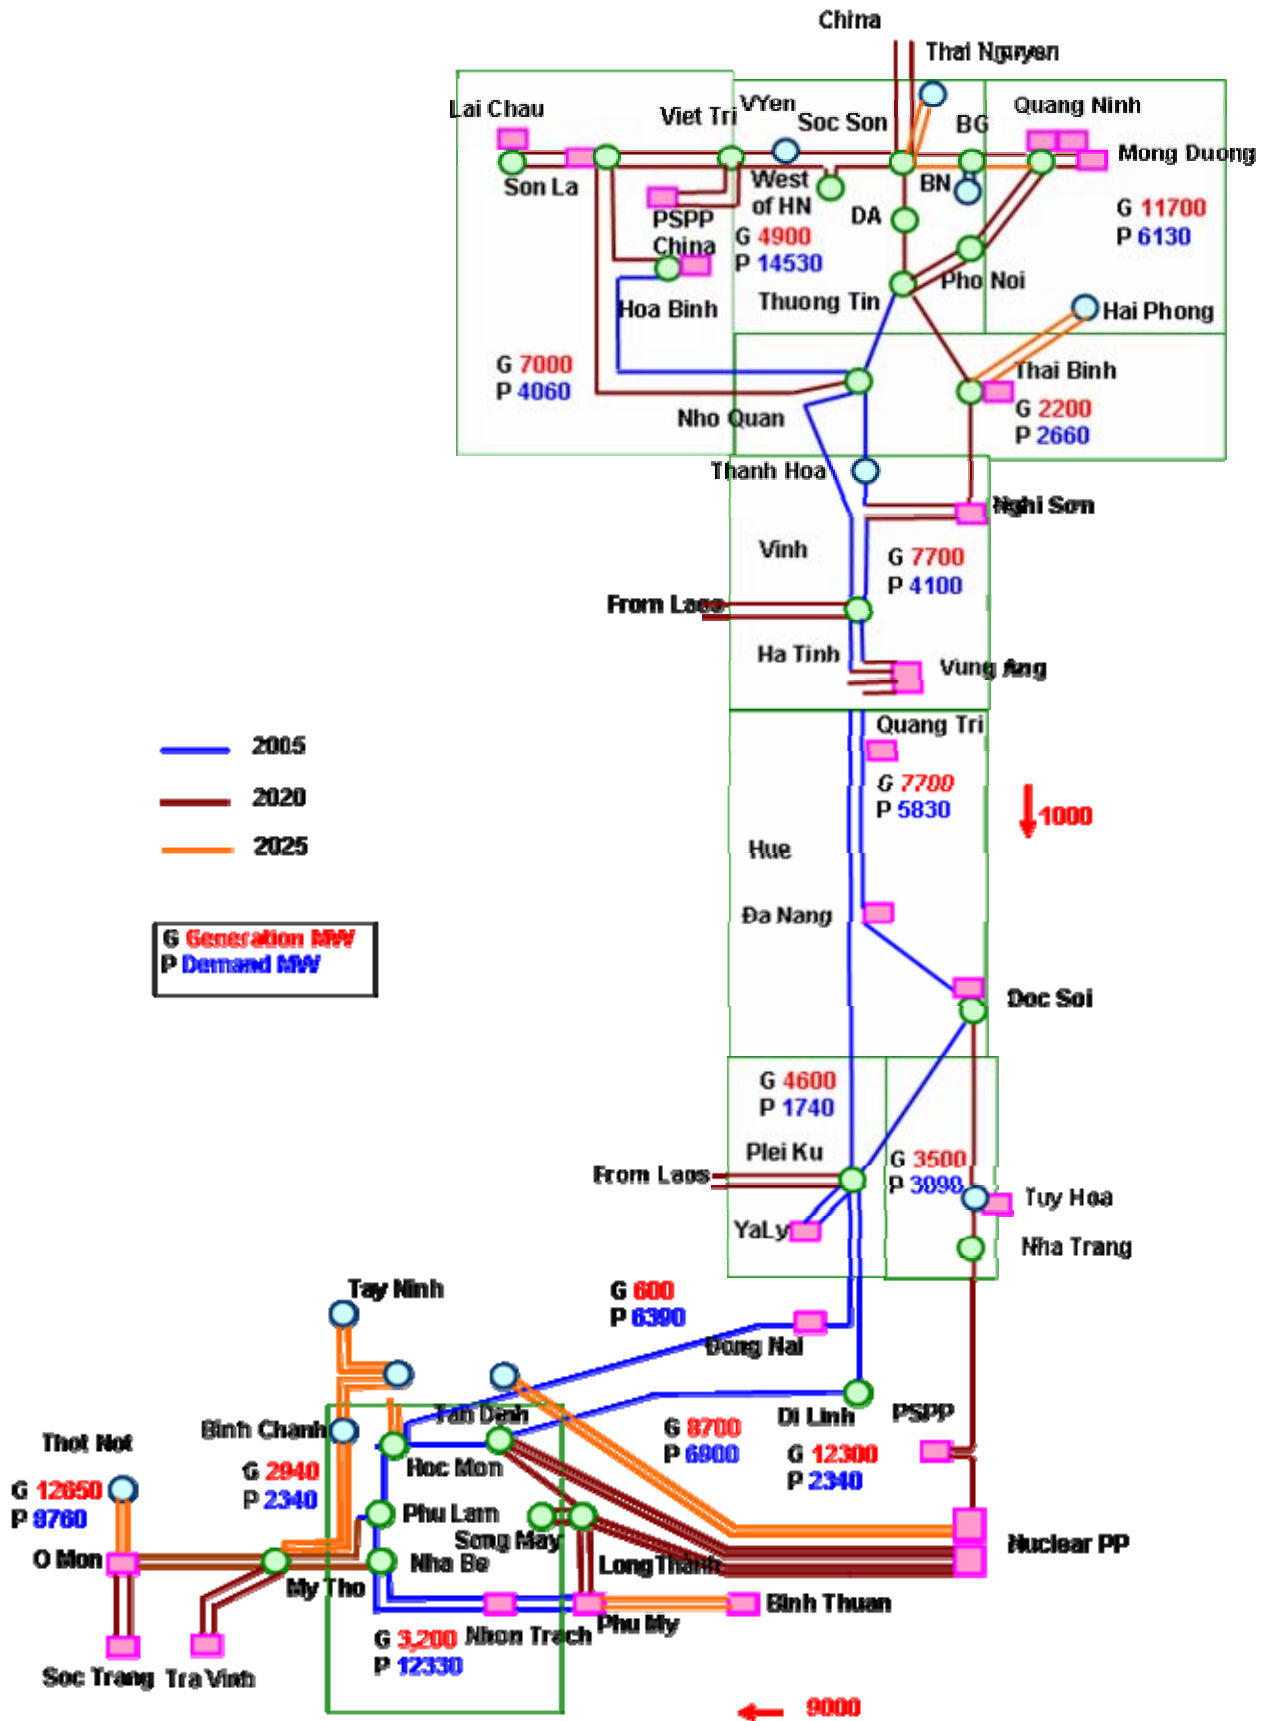 China
Thai Nguyen
Lai Chau
Viet Tri
VYen
Soc Son
BG
Quang Ninh
Mong Duong
Son La
West
of HN
BN
PSPP
China
DA
G 4900
P 14530
G 11700
P 6130
Hoa Binh
Thuong Tin
Pho Noi
Hai Phong
G 7000
P 4060
Thai Binh
G 2200
P 2660
Nho Quan
Thanh Hoa
Nghi Son
Vinh
G 7700
P 4100
From Laos
Ha Tinh
Vung Ang
Quang Tri
2005
G 7700
P 5830
2020
1000
2025
Hue
Đa Nang
G Generation MW
P Demand MW
Doc Soi
G 4600
P 1740
Plei Ku
G 3500
P 3090
From Laos
Tuy Hoa
YaLy
Nha Trang
Tay Ninh
G 600
P 6390
Đong Nai
Tan Dinh
Di Linh
PSPP
Binh Chanh
G 8700
P 6900
G 12300
P 2340
Thot Not
Hoc Mon
G 2940
P 2340
G 12650
P 8760
Phu Lam
Song May
Nuclear PP
O Mon
Nha Be
Long Thanh
My Tho
Binh Thuan
Phu My
Nhon Trach
G 3,200
P 12330
Soc Trang
Tra Vinh
9000